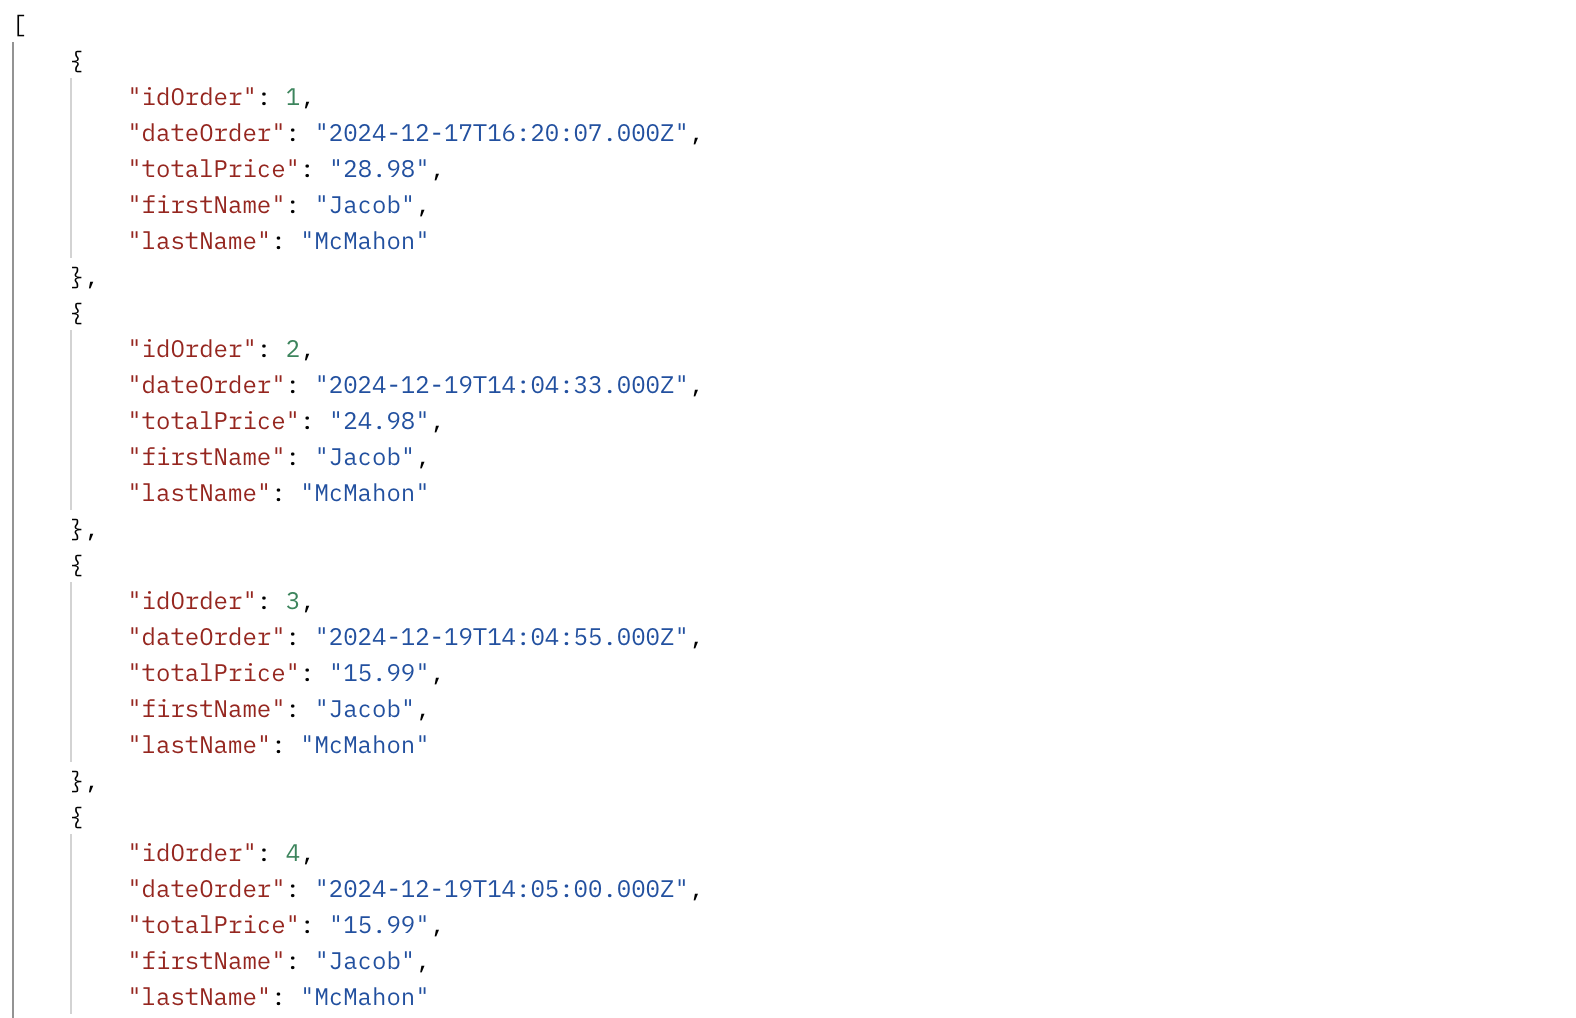 [
    {
        "idOrder": 1,
        "dateOrder": "2024-12-17T16:20:07.000Z",
        "totalPrice": "28.98",
        "firstName": "Jacob",
        "lastName": "McMahon"
    },
    {
        "idOrder": 2,
        "dateOrder": "2024-12-19T14:04:33.000Z",
        "totalPrice": "24.98",
        "firstName": "Jacob",
        "lastName": "McMahon"
    },
    {
        "idOrder": 3,
        "dateOrder": "2024-12-19T14:04:55.000Z",
        "totalPrice": "15.99",
        "firstName": "Jacob",
        "lastName": "McMahon"
    },
    {
        "idOrder": 4,
        "dateOrder": "2024-12-19T14:05:00.000Z",
        "totalPrice": "15.99",
        "firstName": "Jacob",
        "lastName": "McMahon"